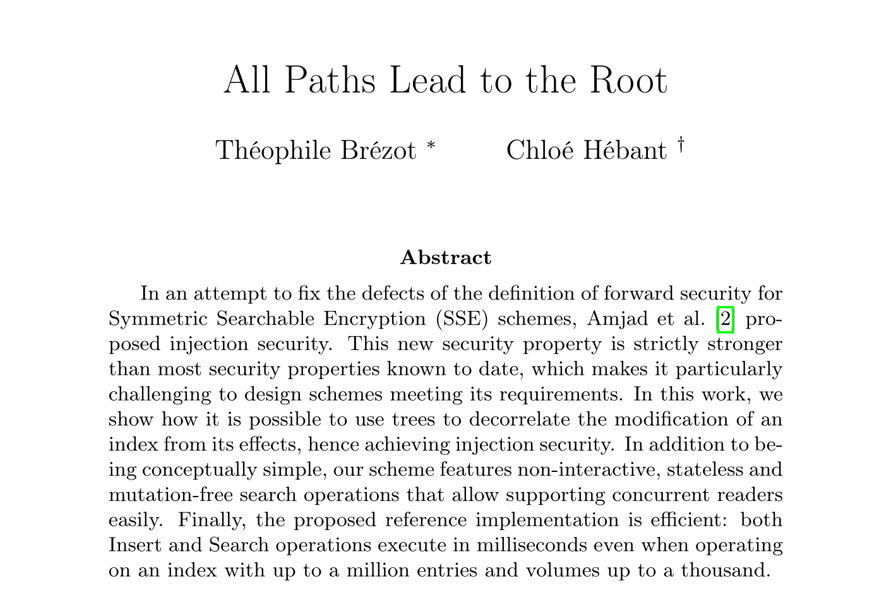 All Paths Lead to the Root
Théophile Brézot * Chloé Hébant †
Abstract
In an attempt to fix the defects of the definition of forward security for
Symmetric Searchable Encryption (SSE) schemes, Amjad et al. [2] pro-
posed injection security. This new security property is strictly stronger
than most security properties known to date, which makes it particularly
challenging to design schemes meeting its requirements. In this work, we
show how it is possible to use trees to decorrelate the modification of an
index from its effects, hence achieving injection security. In addition to be-
ing conceptually simple, our scheme features non-interactive, stateless and
mutation-free search operations that allow supporting concurrent readers
easily. Finally, the proposed reference implementation is efficient: both
Insert and Search operations execute in milliseconds even when operating
on an index with up to a million entries and volumes up to a thousand.